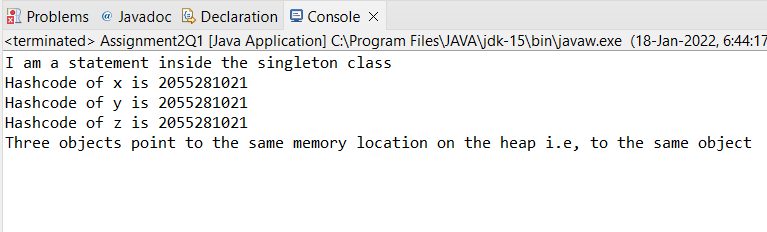 Problems @ Javadoc Declaration Console
<terminated> Assignment2Q1 [Java Application] C:\Program Files\JAVA\jdk-15\bin\javaw.exe (18-Jan-2022, 6:44:17
I am a statement inside the singleton class
Hashcode of x is 2055281021
Hashcode of y is 2055281021
Hashcode of z is 2055281021
Three objects point to the same memory location on the heap i.e, to the same object